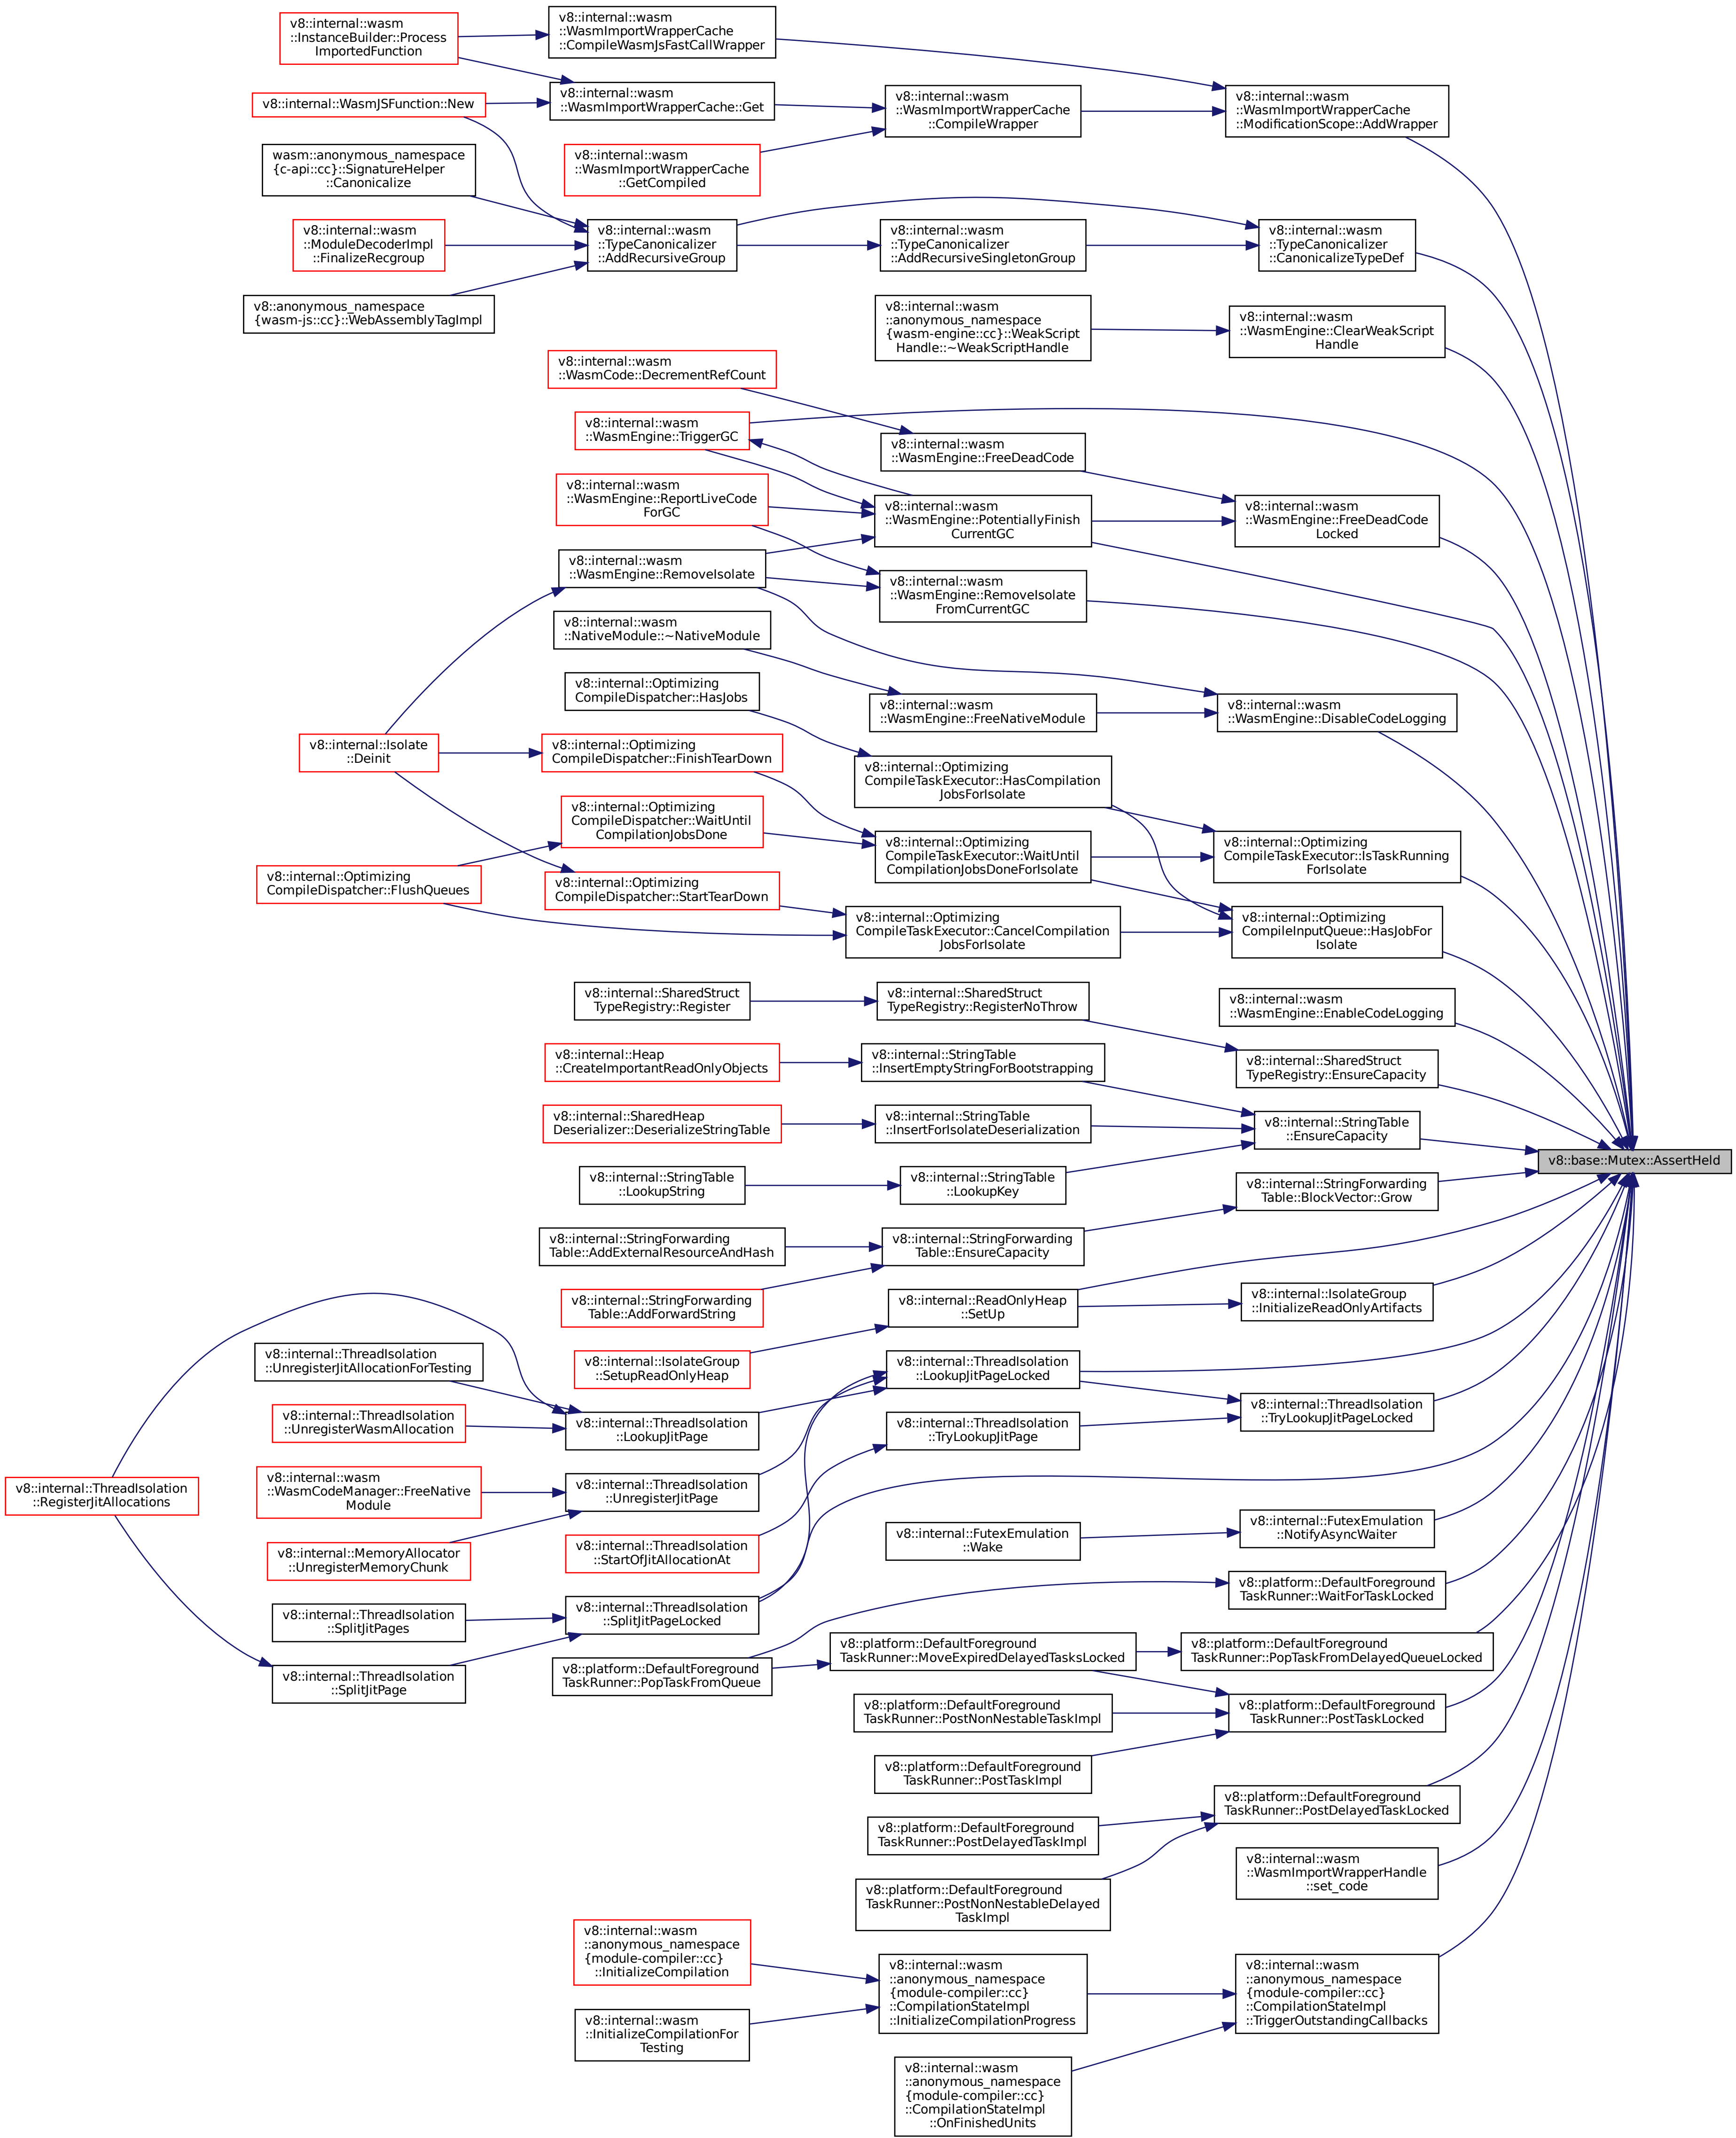 v8::internal::wasm
::InstanceBuilder::Process
ImportedFunction
v8::internal::wasm
::WasmImportWrapperCache
::CompileWasmJsFastCallWrapper
v8::internal::WasmJSFunction::New
v8::internal::wasm
::WasmImportWrapperCache::Get
v8::internal::wasm
::WasmImportWrapperCache
::CompileWrapper
v8::internal::wasm
::WasmImportWrapperCache
::ModificationScope::AddWrapper
wasm::anonymous_namespace
{c-api::cc}::SignatureHelper
::Canonicalize
v8::internal::wasm
::WasmImportWrapperCache
::GetCompiled
v8::internal::wasm
::ModuleDecoderImpl
::FinalizeRecgroup
v8::internal::wasm
::TypeCanonicalizer
::AddRecursiveGroup
v8::internal::wasm
::TypeCanonicalizer
::AddRecursiveSingletonGroup
v8::internal::wasm
::TypeCanonicalizer
::CanonicalizeTypeDef
v8::anonymous_namespace
{wasm-js::cc}::WebAssemblyTagImpl
v8::internal::wasm
::anonymous_namespace
{wasm-engine::cc}::WeakScript
Handle::~WeakScriptHandle
v8::internal::wasm
::WasmEngine::ClearWeakScript
Handle
v8::internal::wasm
::WasmCode::DecrementRefCount
v8::internal::wasm
::WasmEngine::TriggerGC
v8::internal::wasm
::WasmEngine::FreeDeadCode
v8::internal::wasm
::WasmEngine::ReportLiveCode
ForGC
v8::internal::wasm
::WasmEngine::PotentiallyFinish
CurrentGC
v8::internal::wasm
::WasmEngine::FreeDeadCode
Locked
v8::internal::wasm
::WasmEngine::RemoveIsolate
v8::internal::wasm
::WasmEngine::RemoveIsolate
FromCurrentGC
v8::internal::wasm
::NativeModule::~NativeModule
v8::internal::Optimizing
CompileDispatcher::HasJobs
v8::internal::wasm
::WasmEngine::FreeNativeModule
v8::internal::wasm
::WasmEngine::DisableCodeLogging
v8::internal::Isolate
::Deinit
v8::internal::Optimizing
CompileDispatcher::FinishTearDown
v8::internal::Optimizing
CompileTaskExecutor::HasCompilation
JobsForIsolate
v8::internal::Optimizing
CompileDispatcher::WaitUntil
CompilationJobsDone
v8::internal::Optimizing
CompileTaskExecutor::WaitUntil
CompilationJobsDoneForIsolate
v8::internal::Optimizing
CompileTaskExecutor::IsTaskRunning
ForIsolate
v8::internal::Optimizing
CompileDispatcher::FlushQueues
v8::internal::Optimizing
CompileDispatcher::StartTearDown
v8::internal::Optimizing
CompileTaskExecutor::CancelCompilation
JobsForIsolate
v8::internal::Optimizing
CompileInputQueue::HasJobFor
Isolate
v8::internal::SharedStruct
TypeRegistry::Register
v8::internal::SharedStruct
TypeRegistry::RegisterNoThrow
v8::internal::wasm
::WasmEngine::EnableCodeLogging
v8::internal::Heap
::CreateImportantReadOnlyObjects
v8::internal::StringTable
::InsertEmptyStringForBootstrapping
v8::internal::SharedStruct
TypeRegistry::EnsureCapacity
v8::internal::SharedHeap
Deserializer::DeserializeStringTable
v8::internal::StringTable
::InsertForIsolateDeserialization
v8::internal::StringTable
::EnsureCapacity
v8::base::Mutex::AssertHeld
v8::internal::StringTable
::LookupString
v8::internal::StringTable
::LookupKey
v8::internal::StringForwarding
Table::BlockVector::Grow
v8::internal::StringForwarding
Table::AddExternalResourceAndHash
v8::internal::StringForwarding
Table::EnsureCapacity
v8::internal::StringForwarding
Table::AddForwardString
v8::internal::ReadOnlyHeap
::SetUp
v8::internal::IsolateGroup
::InitializeReadOnlyArtifacts
v8::internal::ThreadIsolation
::UnregisterJitAllocationForTesting
v8::internal::IsolateGroup
::SetupReadOnlyHeap
v8::internal::ThreadIsolation
::LookupJitPageLocked
v8::internal::ThreadIsolation
::UnregisterWasmAllocation
v8::internal::ThreadIsolation
::LookupJitPage
v8::internal::ThreadIsolation
::TryLookupJitPage
v8::internal::ThreadIsolation
::TryLookupJitPageLocked
v8::internal::ThreadIsolation
::RegisterJitAllocations
v8::internal::wasm
::WasmCodeManager::FreeNative
Module
v8::internal::ThreadIsolation
::UnregisterJitPage
v8::internal::MemoryAllocator
::UnregisterMemoryChunk
v8::internal::ThreadIsolation
::StartOfJitAllocationAt
v8::internal::FutexEmulation
::Wake
v8::internal::FutexEmulation
::NotifyAsyncWaiter
v8::internal::ThreadIsolation
::SplitJitPages
v8::internal::ThreadIsolation
::SplitJitPageLocked
v8::platform::DefaultForeground
TaskRunner::WaitForTaskLocked
v8::internal::ThreadIsolation
::SplitJitPage
v8::platform::DefaultForeground
TaskRunner::PopTaskFromQueue
v8::platform::DefaultForeground
TaskRunner::MoveExpiredDelayedTasksLocked
v8::platform::DefaultForeground
TaskRunner::PopTaskFromDelayedQueueLocked
v8::platform::DefaultForeground
TaskRunner::PostNonNestableTaskImpl
v8::platform::DefaultForeground
TaskRunner::PostTaskLocked
v8::platform::DefaultForeground
TaskRunner::PostTaskImpl
v8::platform::DefaultForeground
TaskRunner::PostDelayedTaskLocked
v8::platform::DefaultForeground
TaskRunner::PostDelayedTaskImpl
v8::internal::wasm
::WasmImportWrapperHandle
::set_code
v8::platform::DefaultForeground
TaskRunner::PostNonNestableDelayed
TaskImpl
v8::internal::wasm
::anonymous_namespace
{module-compiler::cc}
::InitializeCompilation
v8::internal::wasm
::anonymous_namespace
{module-compiler::cc}
::CompilationStateImpl
::InitializeCompilationProgress
v8::internal::wasm
::anonymous_namespace
{module-compiler::cc}
::CompilationStateImpl
::TriggerOutstandingCallbacks
v8::internal::wasm
::InitializeCompilationFor
Testing
v8::internal::wasm
::anonymous_namespace
{module-compiler::cc}
::CompilationStateImpl
::OnFinishedUnits